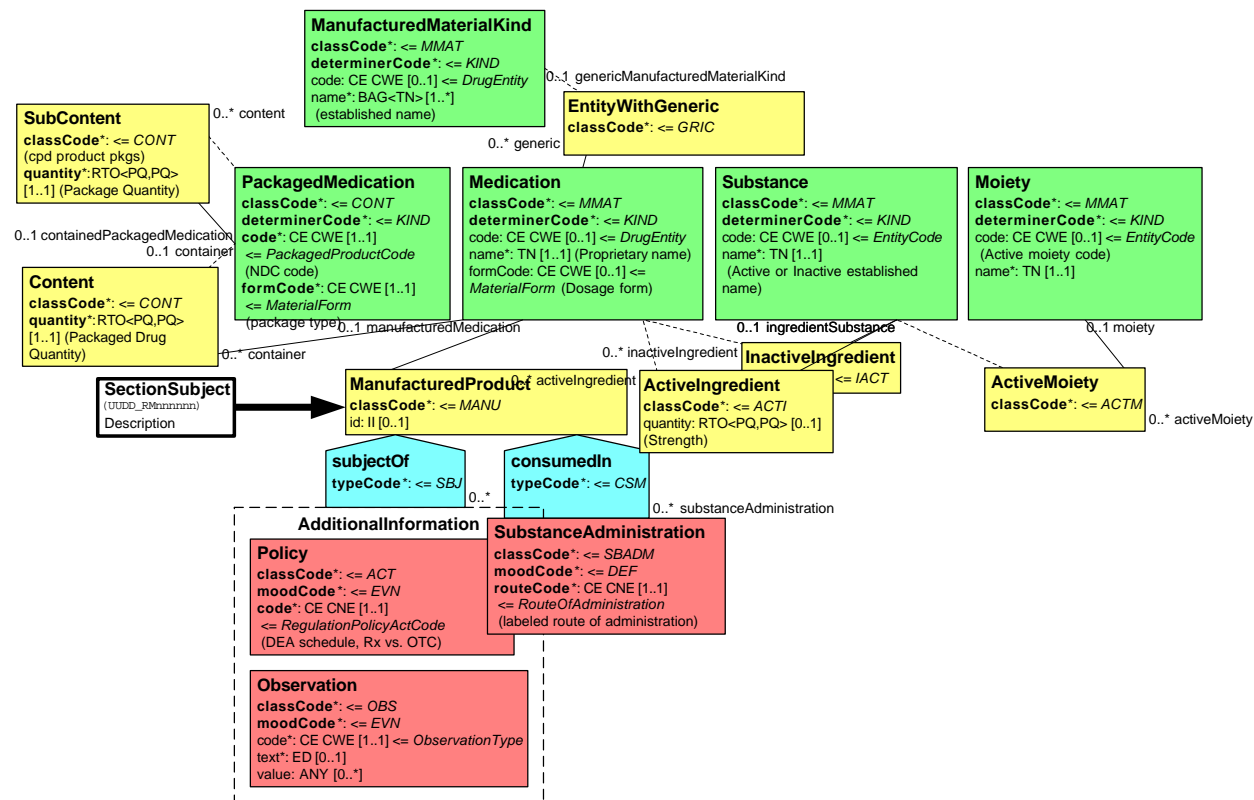 ManufacturedMaterialKind
classCode*: <= MMAT
determinerCode*: <= KIND
code: CE CWE [0..1] <= DrugEntity
name*: BAG<TN> [1..*]
(established name)
0..1 genericManufacturedMaterialKind
EntityWithGeneric
classCode*: <= GRIC
0..* generic
SubContent
classCode*: <= CONT
(cpd product pkgs)
quantity*:RTO<PQ,PQ>
[1..1] (Package Quantity)
0..* content
PackagedMedication
classCode*: <= CONT
determinerCode*: <= KIND
code*: CE CWE [1..1]
<= PackagedProductCode
(NDC code)
formCode*: CE CWE [1..1]
<= MaterialForm
(package type)
Medication
classCode*: <= MMAT
determinerCode*: <= KIND
code: CE CWE [0..1] <= DrugEntity
name*: TN [1..1] (Proprietary name)
formCode: CE CWE [0..1] <=
MaterialForm (Dosage form)
Substance
classCode*: <= MMAT
determinerCode*: <= KIND
code: CE CWE [0..1] <= EntityCode
name*: TN [1..1]
(Active or Inactive established
name)
Moiety
classCode*: <= MMAT
determinerCode*: <= KIND
code: CE CWE [0..1] <= EntityCode
(Active moiety code)
name*: TN [1..1]
0..1 containedPackagedMedication
0..1 container
Content
classCode*: <= CONT
quantity*:RTO<PQ,PQ>
[1..1] (Packaged Drug
Quantity)
0..* container
0..1 manufacturedMedication
0..1 ingredientSubstance
0..1 moiety
0..* inactiveIngredient
InactiveIngredient
<= IACT
0..* activeIngredient
ActiveIngredient
classCode*: <= ACTI
quantity: RTO<PQ,PQ> [0..1]
(Strength)
ActiveMoiety
classCode*: <= ACTM
0..* activeMoiety
SectionSubject
(UUDD_RMnnnnnn)
Description
ManufacturedProduct
classCode*: <= MANU
id: II [0..1]
subjectOf
typeCode*: <= SBJ
0..*
consumedIn
typeCode*: <= CSM
0..* substanceAdministration
AdditionalInformation
Policy
classCode*: <= ACT
moodCode*: <= EVN
code*: CE CNE [1..1]
<= RegulationPolicyActCode
(DEA schedule, Rx vs. OTC)
SubstanceAdministration
classCode*: <= SBADM
moodCode*: <= DEF
routeCode*: CE CNE [1..1]
<= RouteOfAdministration
(labeled route of administration)
Observation
classCode*: <= OBS
moodCode*: <= EVN
code*: CE CWE [1..1] <= ObservationType
text*: ED [0..1]
value: ANY [0..*]